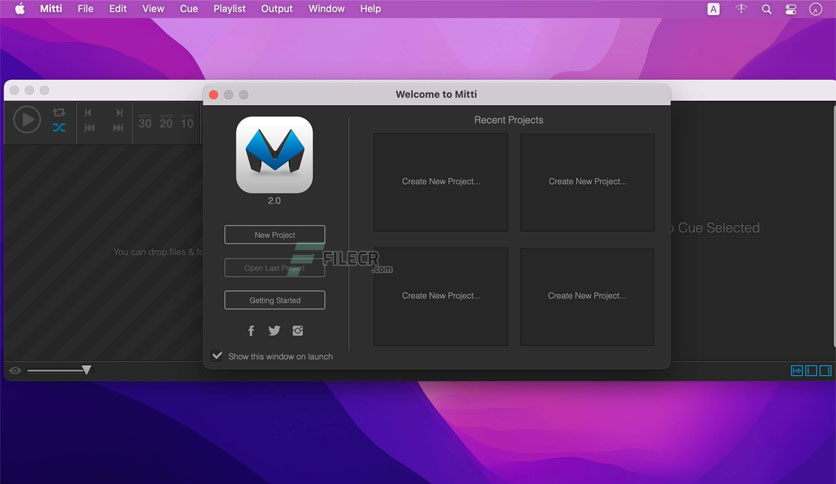 Mitti File Edit View Cue Playlist Output Window Help A
Welcome to Mitti
30 20 10
2.0
New Project
Open Last Project
Getting Started
Show this window on launch
Recent Projects
Create New Project...
Create New Project...
Create New Project...
Create New Project...
You can drop files & fo
Cue Selected
FILECR
.com